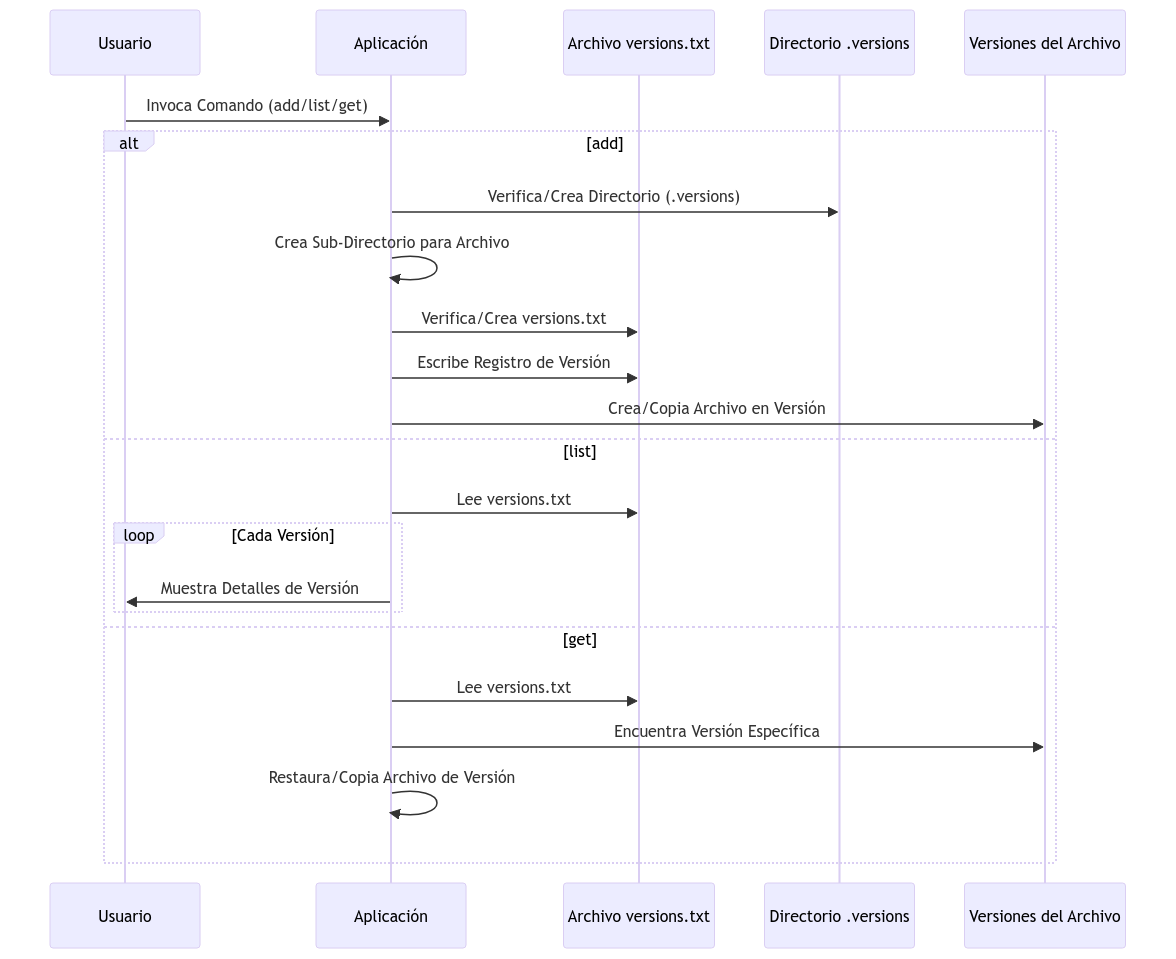 Usuario
Aplicación
Archivo versions.txt
Directorio .versions
Versiones del Archivo
Invoca Comando (add/list/get)
alt
[add]
Verifica/Crea Directorio (.versions)
Crea Sub-Directorio para Archivo
Verifica/Crea versions.txt
Escribe Registro de Versión
Crea/Copia Archivo en Versión
[list]
Lee versions.txt
loop
[Cada Versión]
Muestra Detalles de Versión
[get]
Lee versions.txt
Encuentra Versión Específica
Restaura/Copia Archivo de Versión
Usuario
Aplicación
Archivo versions.txt
Directorio .versions
Versiones del Archivo